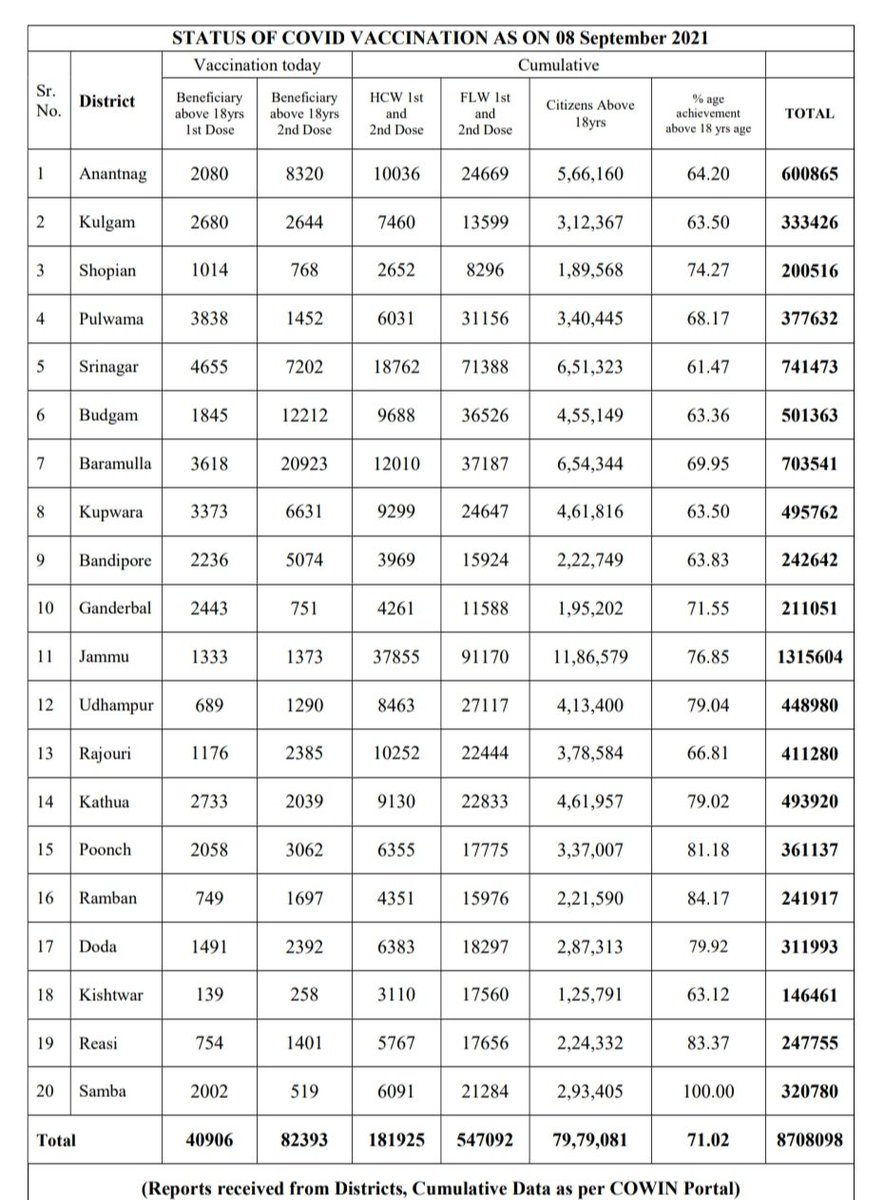 STATUS OF COVID VACCINATION AS ON 08 September 2021
Sr. No. District Vaccination today Cumulative
Beneficiary above 18yrs 1st Dose Beneficiary above 18yrs 2nd Dose HCW 1st and 2nd Dose FLW 1st and 2nd Dose Citizens Above 18yrs % age achievement above 18 yrs age TOTAL
1 Anantnag 2080 8320 10036 24669 5,66,160 64.20 600865
2 Kulgam 2680 2644 7460 13599 3,12,367 63.50 333426
3 Shopian 1014 768 2652 8296 1,89,568 74.27 200516
4 Pulwama 3838 1452 6031 31156 3,40,445 68.17 377632
5 Srinagar 4655 7202 18762 71388 6,51,323 61.47 741473
6 Budgam 1845 12212 9688 36526 4,55,149 63.36 501363
7 Baramulla 3618 20923 12010 37187 6,54,344 69.95 703541
8 Kupwara 3373 6631 9299 24647 4,61,816 63.50 495762
9 Bandipore 2236 5074 3969 15924 2,22,749 63.83 242642
10 Ganderbal 2443 751 4261 11588 1,95,202 71.55 211051
11 Jammu 1333 1373 37855 91170 11,86,579 76.85 1315604
12 Udhampur 689 1290 8463 27117 4,13,400 79.04 448980
13 Rajouri 1176 2385 10252 22444 3,78,584 66.81 411280
14 Kathua 2733 2039 9130 22833 4,61,957 79.02 493920
15 Poonch 2058 3062 6355 17775 3,37,007 81.18 361137
16 Ramban 749 1697 4351 15976 2,21,590 84.17 241917
17 Doda 1491 2392 6383 18297 2,87,313 79.92 311993
18 Kishtwar 139 258 3110 17560 1,25,791 63.12 146461
19 Reasi 754 1401 5767 17656 2,24,332 83.37 247755
20 Samba 2002 519 6091 21284 2,93,405 100.00 320780
Total 40906 82393 181925 547092 79,79,081 71.02 8708098
(Reports received from Districts, Cumulative Data as per COWIN Portal)